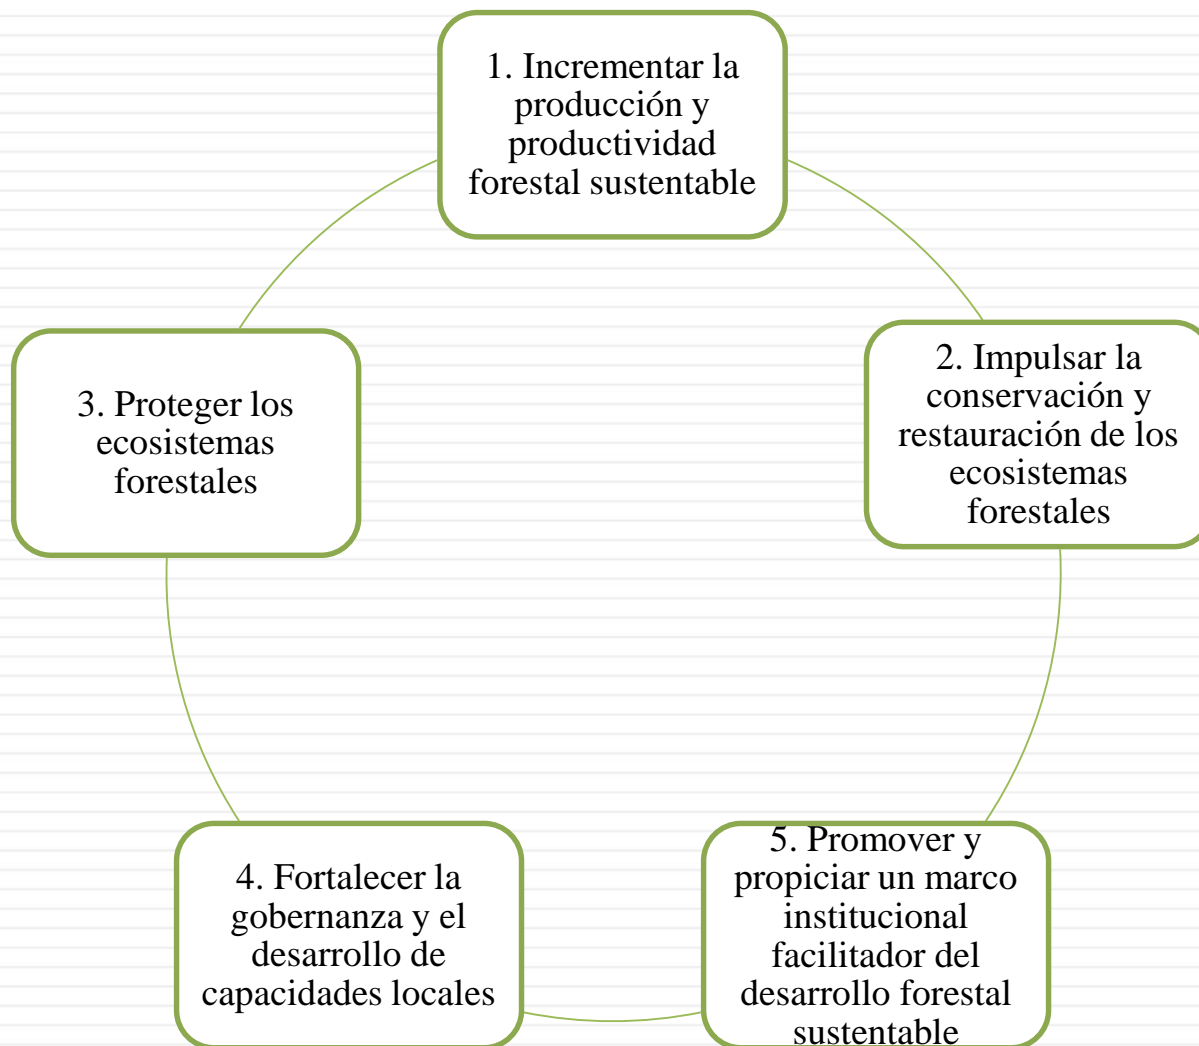 1. Incrementar la
producción y
productividad
forestal sustentable
2. Impulsar la
conservación y
restauración de los
ecosistemas
forestales
3. Proteger los
ecosistemas
forestales
4. Fortalecer la
gobernanza y el
desarrollo de
capacidades locales
5. Promover y
propiciar un marco
institucional
facilitador del
desarrollo forestal
sustentable